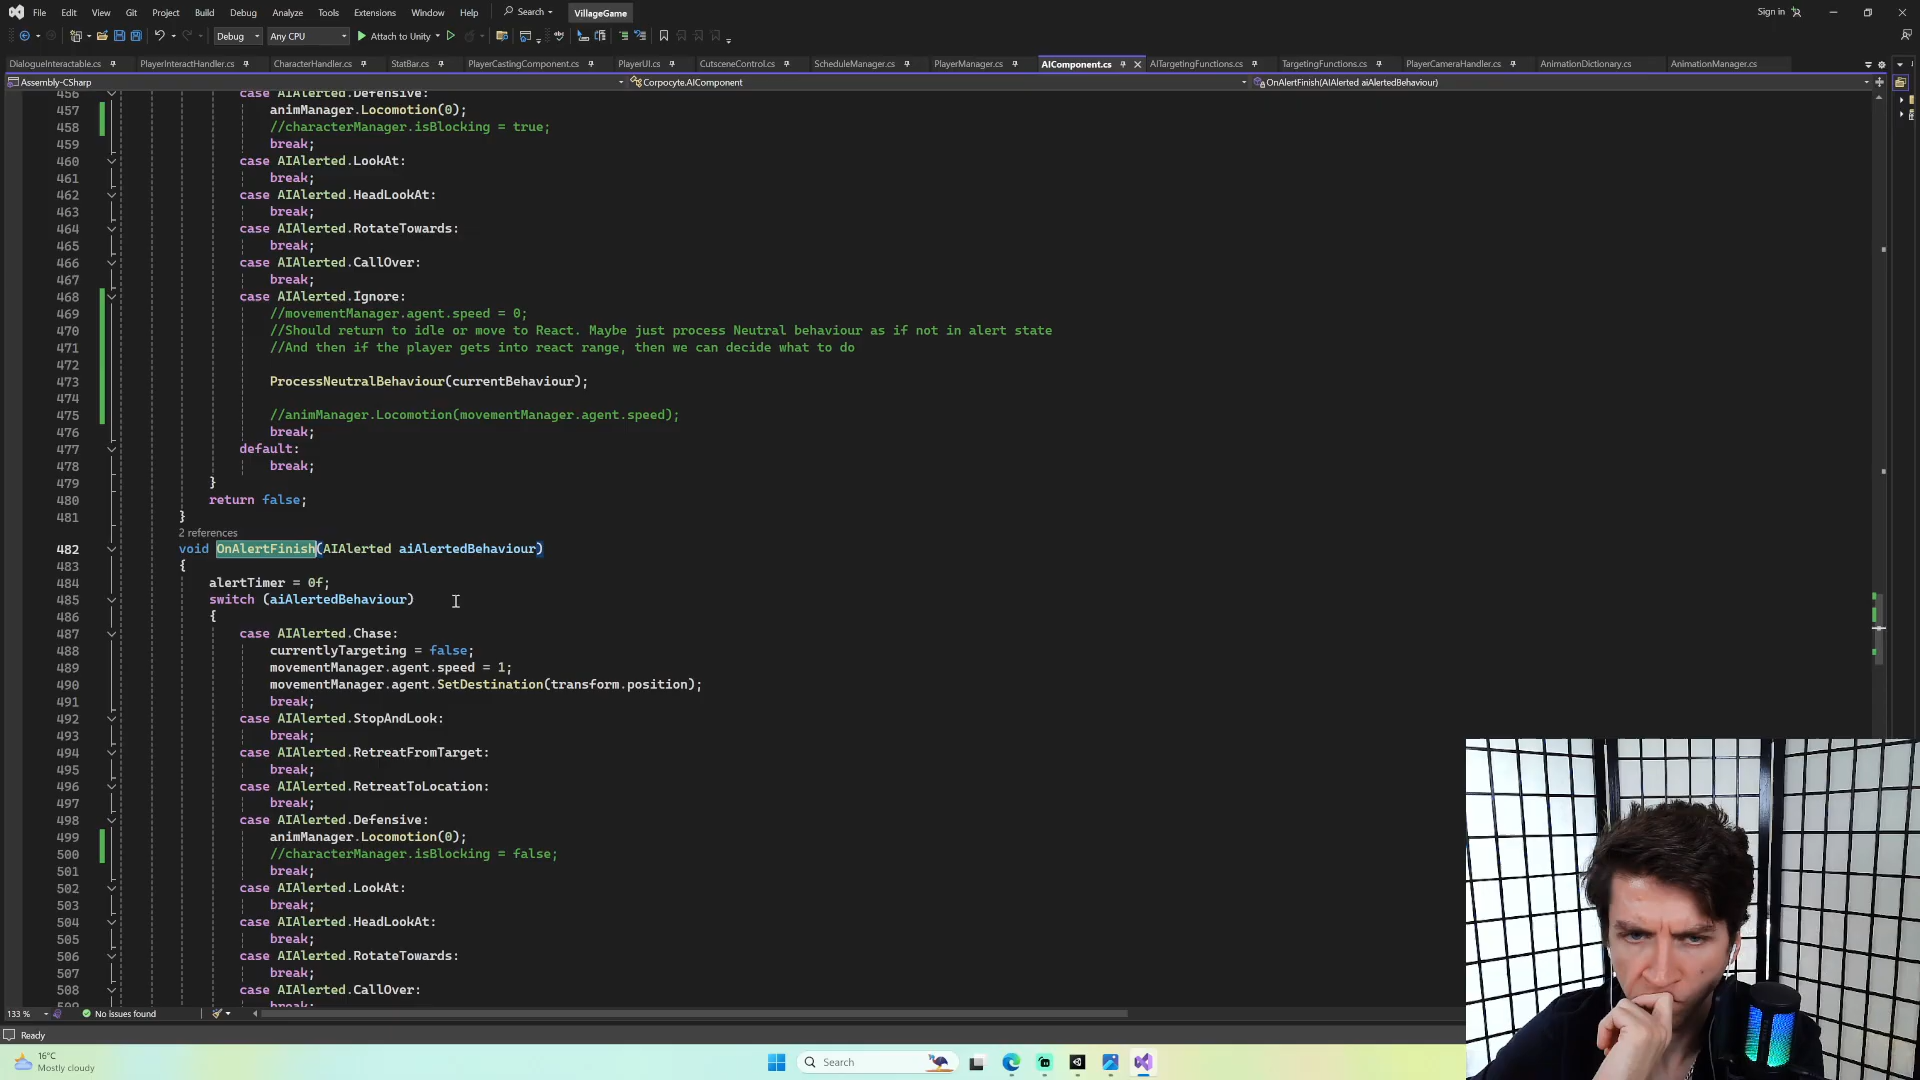 File Edit View Git Project Build Debug Analyze Tools Extensions Window Help Search VillageGame Sign in
Debug Any CPU Attach to Unity
DialogueInteractable.cs PlayerInteractHandler.cs CharacterHandler.cs StatBar.cs PlayerCastingComponent.cs PlayerUI.cs CutsceneControl.cs ScheduleManager.cs PlayerManager.cs AIComponent.cs AITargetingFunctions.cs TargetingFunctions.cs PlayerCameraHandler.cs AnimationDictionary.cs AnimationManager.cs
Assembly-CSharp Corpocyte.AIComponent OnAlertFinish(AIAlerted aiAlertedBehaviour)
456 case AIAlerted.Defensive:
457 animManager.Locomotion(0);
458 //characterManager.isBlocking = true;
459 break;
460 case AIAlerted.LookAt:
461 break;
462 case AIAlerted.HeadLookAt:
463 break;
464 case AIAlerted.RotateTowards:
465 break;
466 case AIAlerted.CallOver:
467 break;
468 case AIAlerted.Ignore:
469 //movementManager.agent.speed = 0;
470 //Should return to idle or move to React. Maybe just process Neutral behaviour as if not in alert state
471 //And then if the player gets into react range, then we can decide what to do
472
473 ProcessNeutralBehaviour(currentBehaviour);
474
475 //animManager.Locomotion(movementManager.agent.speed);
476 break;
477 default:
478 break;
479 }
480 return false;
481 }
2 references
482 void OnAlertFinish(AIAlerted aiAlertedBehaviour)
483 {
484 alertTimer = 0f;
485 switch (aiAlertedBehaviour)
486 {
487 case AIAlerted.Chase:
488 currentlyTargeting = false;
489 movementManager.agent.speed = 1;
490 movementManager.agent.SetDestination(transform.position);
491 break;
492 case AIAlerted.StopAndLook:
493 break;
494 case AIAlerted.RetreatFromTarget:
495 break;
496 case AIAlerted.RetreatToLocation:
497 break;
498 case AIAlerted.Defensive:
499 animManager.Locomotion(0);
500 //characterManager.isBlocking = false;
501 break;
502 case AIAlerted.LookAt:
503 break;
504 case AIAlerted.HeadLookAt:
505 break;
506 case AIAlerted.RotateTowards:
507 break;
508 case AIAlerted.CallOver:
509 break;
133 % No issues found
Ready
16°C
Mostly cloudy
Search